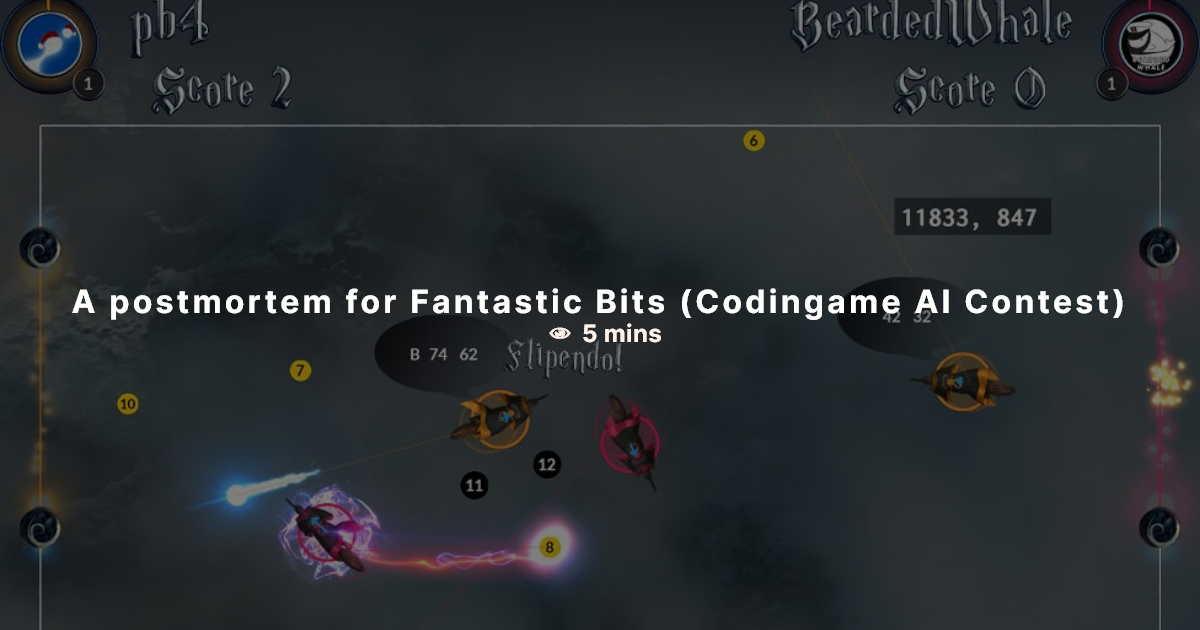 pb4
BeardedWhale
1
Score 2
Score 0
1
6
11833, 847
A postmortem for Fantastic Bits (Codingame AI Contest)
42 32
5 mins
B 74 62
Flipendo!
7
10
12
11
8